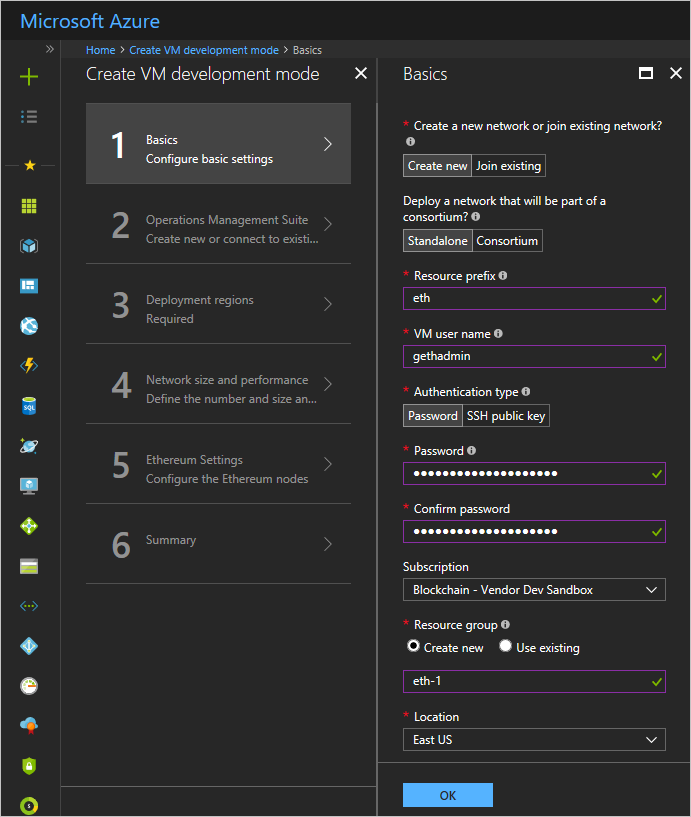 Microsoft Azure
Home > Create VM development mode > Basics
Create VM development mode
1
Basics
Configure basic settings
2
Operations Management Suite
Create new or connect to existi...
3
Deployment regions
Required
4
Network size and performance
Define the number and size an...
5
Ethereum Settings
Configure the Ethereum nodes
6
Summary
Basics
* Create a new network or join existing network?
Create new Join existing
Deploy a network that will be part of a
consortium?
Standalone Consortium
* Resource prefix
eth
* VM user name
gethadmin
* Authentication type
Password SSH public key
* Password
* Confirm password
Subscription
Blockchain - Vendor Dev Sandbox
* Resource group
Create new Use existing
eth-1
* Location
East US
OK
SQL